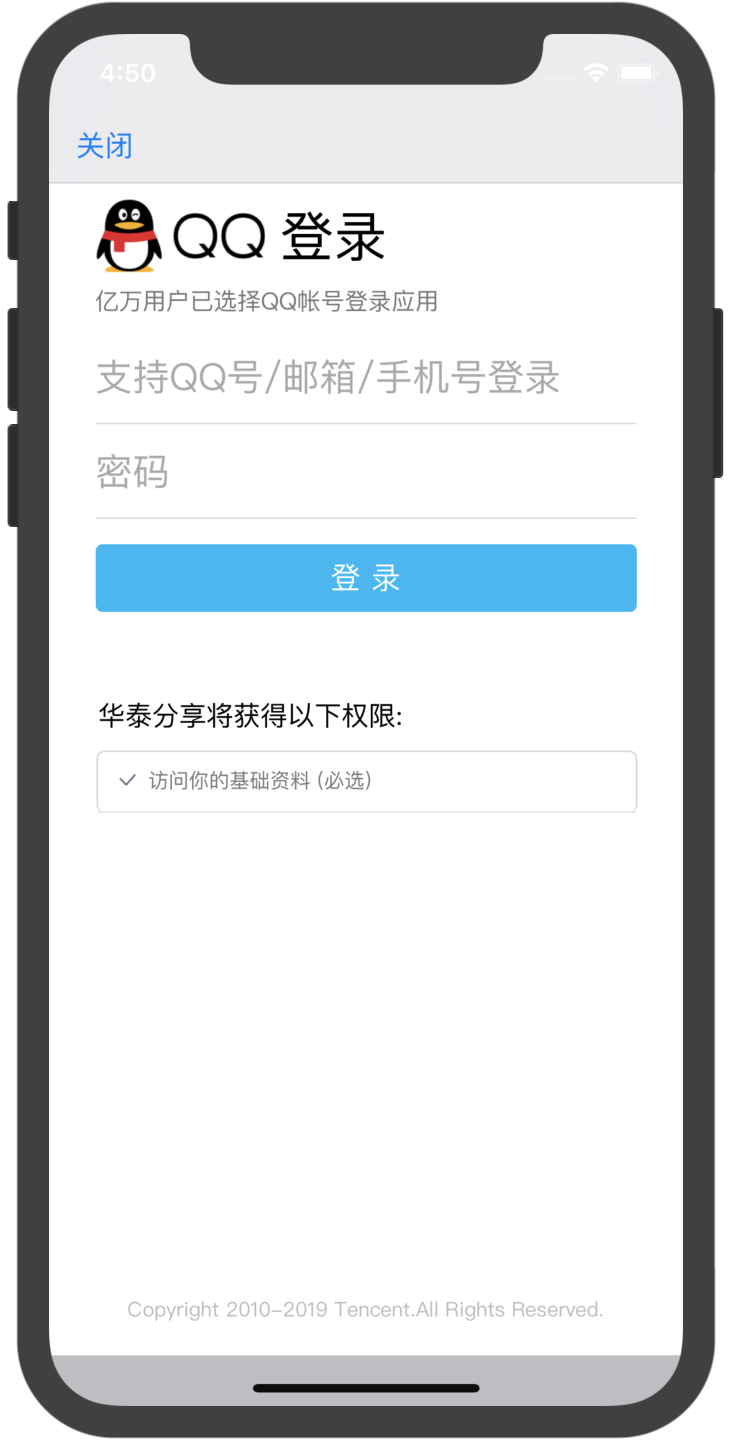 4:50
关闭
QQ 登录
亿万用户已选择QQ帐号登录应用
支持QQ号/邮箱/手机号登录
密码
登 录
华泰分享将获得以下权限:
访问你的基础资料 (必选)
Copyright 2010-2019 Tencent.All Rights Reserved.